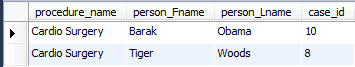 procedure_name person_Fname person_Lname case_id
Cardio Surgery Barak Obama 10
Cardio Surgery Tiger Woods 8